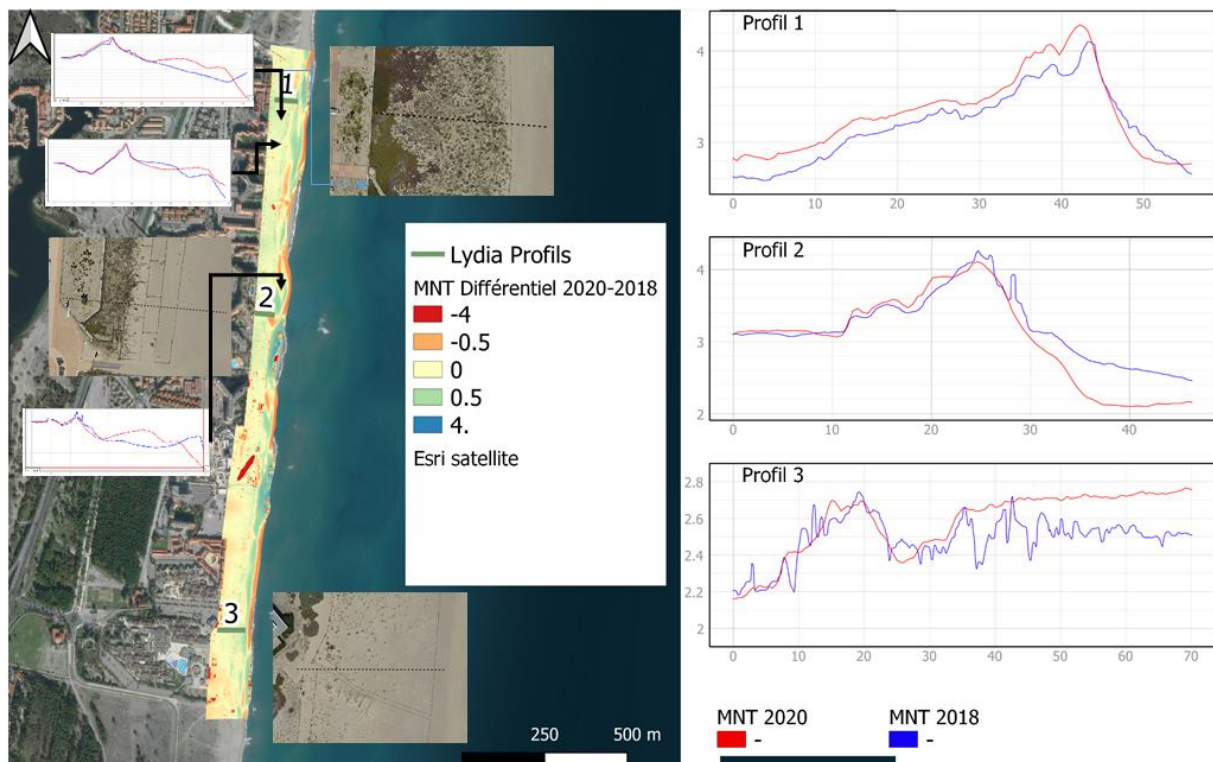 1
2
3
Lydia Profils
MNT Différentiel 2020-2018
-4
-0.5
0
0.5
4.
Esri satellite
250 500 m
Profil 1
4
3
0 10 20 30 40 50
Profil 2
4
3
2
0 10 20 30 40
Profil 3
2.8
2.6
2.4
2.2
2
0 10 20 30 40 50 60 70
MNT 2020 MNT 2018
- -